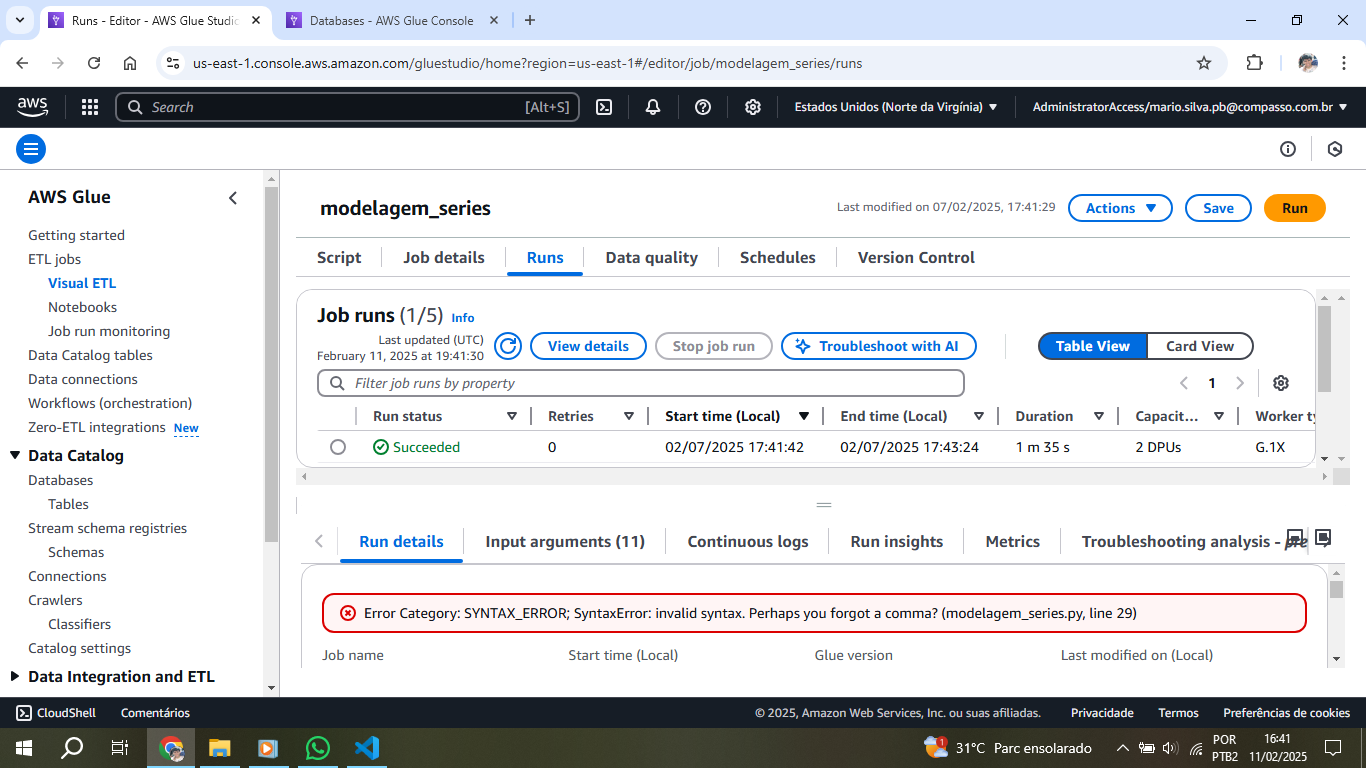 Runs - Editor - AWS Glue Studio
Databases - AWS Glue Console
us-east-1.console.aws.amazon.com/gluestudio/home?region=us-east-1#/editor/job/modelagem_series/runs
aws
Search
[Alt+S]
Estados Unidos (Norte da Virgínia)
AdministratorAccess/mario.silva.pb@compasso.com.br
AWS Glue
Getting started
ETL jobs
Visual ETL
Notebooks
Job run monitoring
Data Catalog tables
Data connections
Workflows (orchestration)
Zero-ETL integrations New
Data Catalog
Databases
Tables
Stream schema registries
Schemas
Connections
Crawlers
Classifiers
Catalog settings
Data Integration and ETL
modelagem_series
Last modified on 07/02/2025, 17:41:29
Actions
Save
Run
Script
Job details
Runs
Data quality
Schedules
Version Control
Job runs (1/5) Info
Last updated (UTC)
February 11, 2025 at 19:41:30
View details
Stop job run
Troubleshoot with AI
Table View
Card View
Filter job runs by property
1
Run status
Retries
Start time (Local)
End time (Local)
Duration
Capacit...
Worker ty
Succeeded
0
02/07/2025 17:41:42
02/07/2025 17:43:24
1 m 35 s
2 DPUs
G.1X
Run details
Input arguments (11)
Continuous logs
Run insights
Metrics
Troubleshooting analysis - pre
Error Category: SYNTAX_ERROR; SyntaxError: invalid syntax. Perhaps you forgot a comma? (modelagem_series.py, line 29)
Job name
Start time (Local)
Glue version
Last modified on (Local)
CloudShell
Comentários
© 2025, Amazon Web Services, Inc. ou suas afiliadas.
Privacidade
Termos
Preferências de cookies
1
31°C Parc ensolarado
POR
PTB2
16:41
11/02/2025